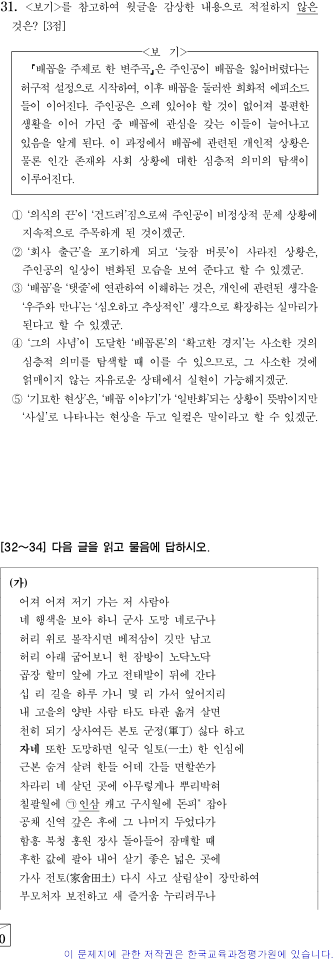 31. <보기>를 참고하여 윗글을 감상한 내용으로 적절하지 않은
것은? [3점]
<보 기>
『배꼽을 주제로 한 변주곡』은 주인공이 배꼽을 잃어버렸다는
허구적 설정으로 시작하여, 이후 배꼽을 둘러싼 희화적 에피소드
들이 이어진다. 주인공은 으레 있어야 할 것이 없어져 불편한
생활을 이어 가던 중 배꼽에 관심을 갖는 이들이 늘어나고
있음을 알게 된다. 이 과정에서 배꼽에 관련된 개인적 상황은
물론 인간 존재와 사회 상황에 대한 심층적 의미의 탐색이
이루어진다.
① ‘의식의 끈’이 ‘건드려’짐으로써 주인공이 비정상적 문제 상황에
지속적으로 주목하게 된 것이겠군.
② ‘회사 출근’을 포기하게 되고 ‘늦잠 버릇’이 사라진 상황은,
주인공의 일상이 변화된 모습을 보여 준다고 할 수 있겠군.
③ ‘배꼽’을 ‘탯줄’에 연관하여 이해하는 것은, 개인에 관련된 생각을
‘우주와 만나’는 ‘심오하고 추상적인’ 생각으로 확장하는 실마리가
된다고 할 수 있겠군.
④ ‘그의 사념’이 도달한 ‘배꼽론’의 ‘확고한 경지’는 사소한 것의
심층적 의미를 탐색할 때 이를 수 있으므로, 그 사소한 것에
얽매이지 않는 자유로운 상태에서 실현이 가능해지겠군.
⑤ ‘기묘한 현상’은, ‘배꼽 이야기’가 ‘일반화’되는 상황이 뜻밖이지만
‘사실’로 나타나는 현상을 두고 일컬은 말이라고 할 수 있겠군.
[32～34] 다음 글을 읽고 물음에 답하시오.
(가)
어져 어져 저기 가는 저 사람아
네 행색을 보아 하니 군사 도망 네로구나
허리 위로 볼작시면 베적삼이 깃만 남고
허리 아래 굽어보니 헌 잠방이 노닥노닥
곱장 할미 앞에 가고 전태발이 뒤에 간다
십 리 길을 하루 가니 몇 리 가서 엎어지리
내 고을의 양반 사람 타도 타관 옮겨 살면
천히 되기 상사여든 본토 군정(軍丁) 싫다 하고
자네 또한 도망하면 일국 일토(一土) 한 인심에
근본 숨겨 살려 한들 어데 간들 면할쏜가
차라리 네 살던 곳에 아무렇게나 뿌리박혀
칠팔월에 ㉠ 인삼 캐고 구시월에 돈피* 잡아
공채 신역 갚은 후에 그 나머지 두었다가
함흥 북청 홍원 장사 돌아들어 잠매할 때
후한 값에 팔아 내어 살기 좋은 넓은 곳에
가사 전토(家舍田土) 다시 사고 살림살이 장만하여
부모처자 보전하고 새 즐거움 누리려무나
0
이 문제지에 관한 저작권은 한국교육과정평가원에 있습니다.